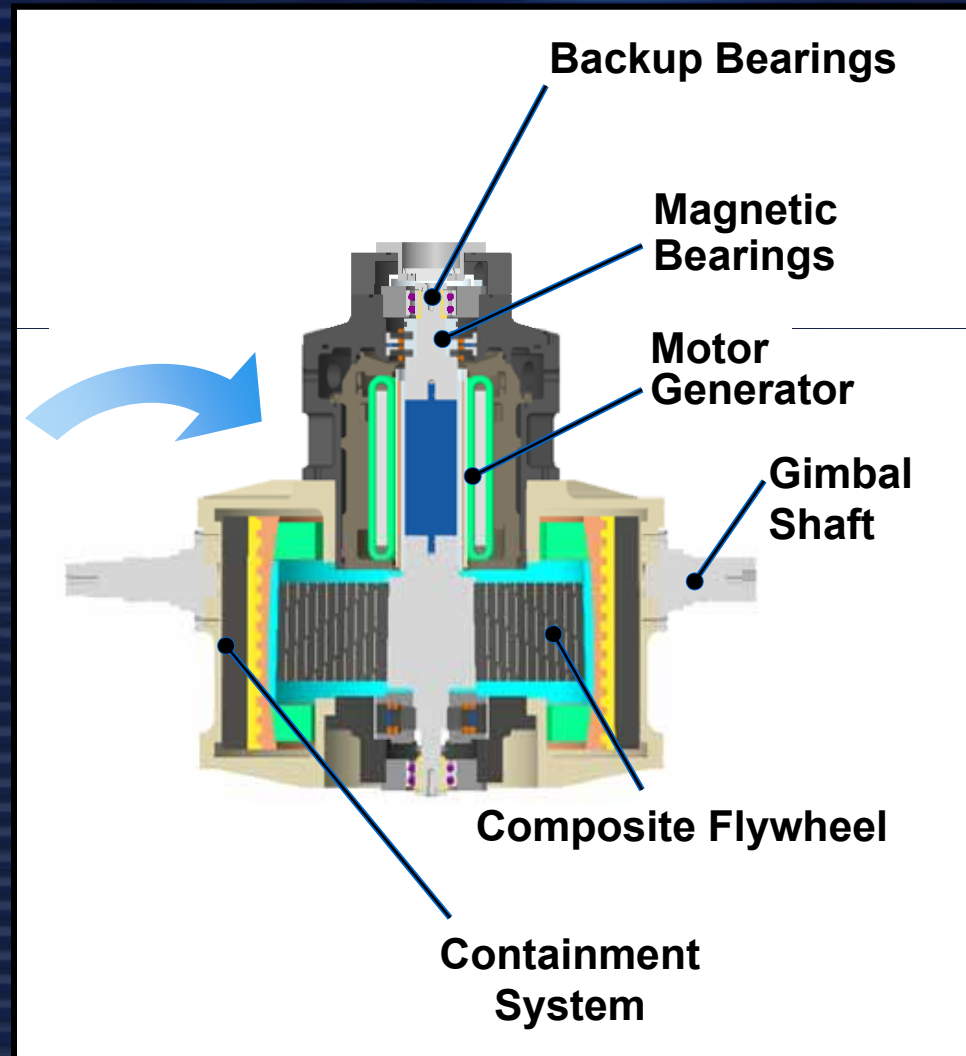 Backup Bearings
Magnetic
Bearings
Motor
Generator
Gimbal
Shaft
Composite Flywheel
Containment
System